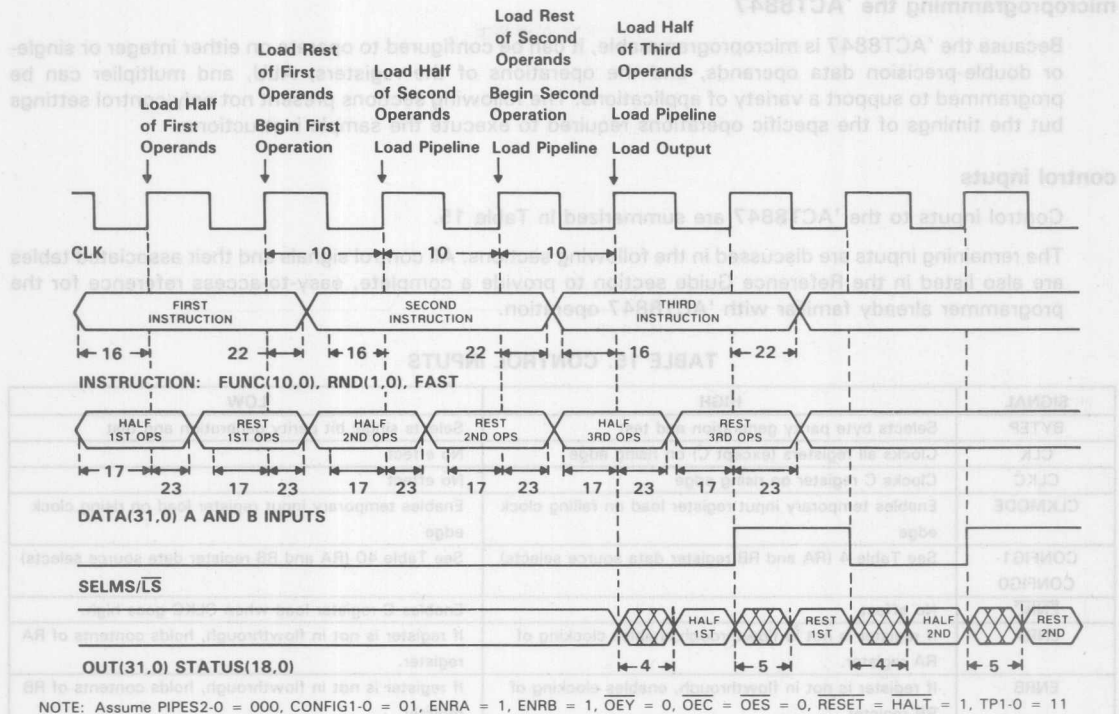 Load Half
of First
Operands
Load Rest
of First
Operands
Begin First
Operation
Load Half
of Second
Operands
Load Pipeline
Load Rest
of Second
Operands
Begin Second
Operation
Load Pipeline
Load Half
of Third
Operands
Load Pipeline
Load Output
CLK
10 10 10
FIRST INSTRUCTION
SECOND INSTRUCTION
THIRD INSTRUCTION
16 22 16 22 16 22
INSTRUCTION: FUNC(10,0), RND(1,0), FAST
HALF 1ST OPS
REST 1ST OPS
HALF 2ND OPS
REST 2ND OPS
HALF 3RD OPS
REST 3RD OPS
17 23 17 23 17 23 17 23 17 23 17 23
DATA(31,0) A AND B INPUTS
SELMS/LS
HALF 1ST
REST 1ST
HALF 2ND
REST 2ND
OUT(31,0) STATUS(18,0)
4 5 4 5
NOTE: Assume PIPES2-0 = 000, CONFIG1-0 = 01, ENRA = 1, ENRB = 1, OEY = 0, OEC = OES = 0, RESET = HALT = 1, TP1-0 = 11